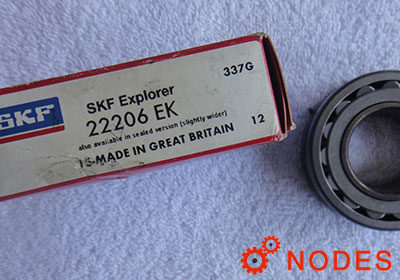 SKF
337G
SKF Explorer
22206 EK
also available in sealed version (slightly wider)
12
15-MADE IN GREAT BRITAIN
NODES